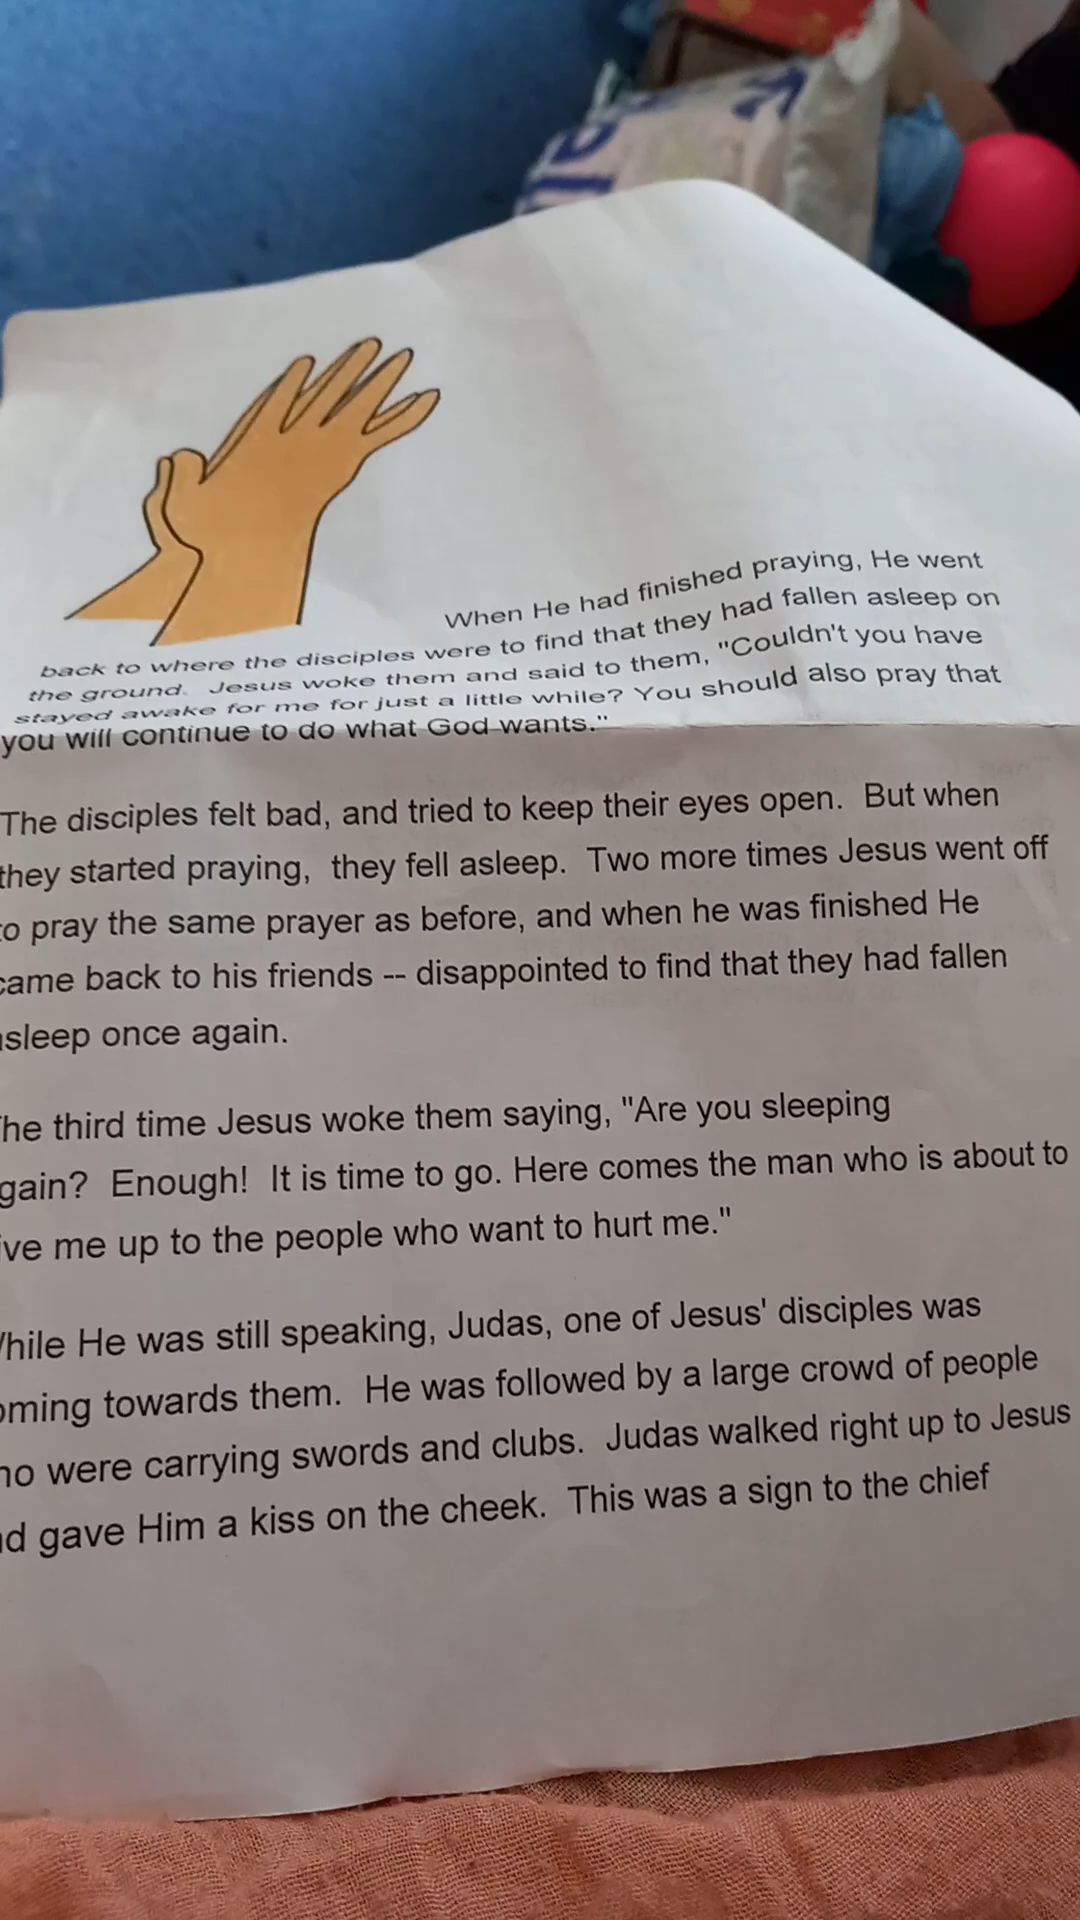 When He had finished praying, He went
back to where the disciples were to find that they had fallen asleep on
the ground. Jesus woke them and said to them, "Couldn't you have
stayed awake for me for just a little while? You should also pray that
you will continue to do what God wants."
The disciples felt bad, and tried to keep their eyes open. But when
they started praying, they fell asleep. Two more times Jesus went off
to pray the same prayer as before, and when he was finished He
came back to his friends -- disappointed to find that they had fallen
asleep once again.
The third time Jesus woke them saying, "Are you sleeping
gain? Enough! It is time to go. Here comes the man who is about to
ive me up to the people who want to hurt me."
While He was still speaking, Judas, one of Jesus' disciples was
oming towards them. He was followed by a large crowd of people
ho were carrying swords and clubs. Judas walked right up to Jesus
nd gave Him a kiss on the cheek. This was a sign to the chief